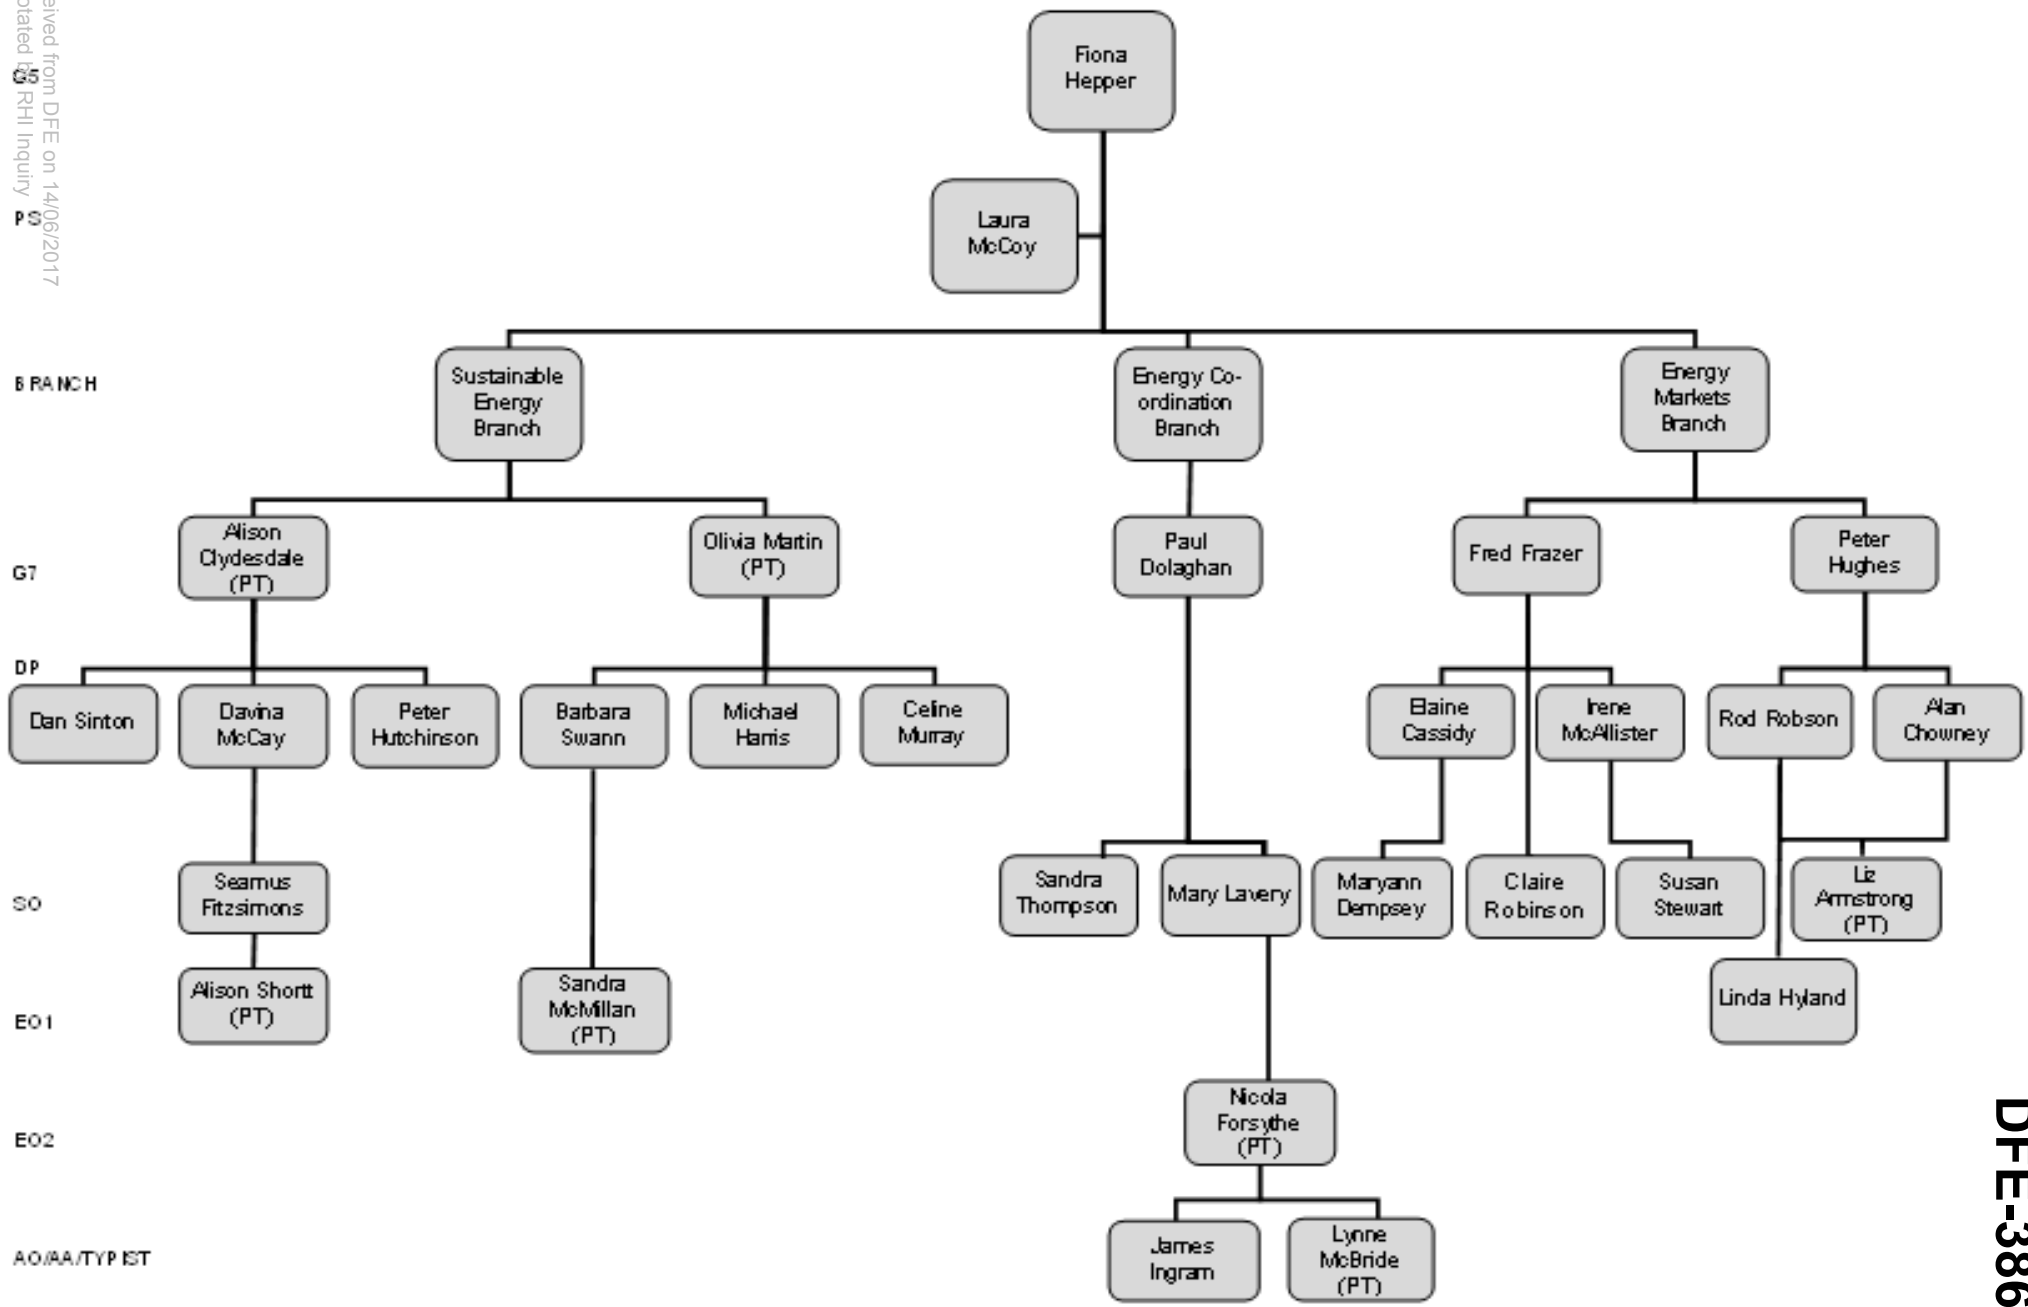 Fiona
Hepper
G5
eived from DFE on 14/06/2017
otated by RHI Inquiry
PS
Laura
McCoy
BRANCH
Sustainable
Energy
Branch
Energy Co-
ordination
Branch
Energy
Markets
Branch
G7
Alison
Clydesdale
(PT)
Olivia Martin
(PT)
Paul
Dolaghan
Fred Frazer
Peter
Hughes
DP
Dan Sinton
Davina
McCay
Peter
Hutchinson
Barbara
Swann
Michael
Harris
Celine
Murray
Elaine
Cassidy
Irene
McAllister
Rod Robson
Alan
Chowney
SO
Seamus
Fitzsimons
Sandra
Thompson
Mary Lavery
Maryann
Dempsey
Claire
Robinson
Susan
Stewart
Liz
Armstrong
(PT)
EO1
Alison Shortt
(PT)
Sandra
McMillan
(PT)
Linda Hyland
EO2
Nicola
Forsythe
(PT)
AO/AA/TYPIST
James
Ingram
Lynne
McBride
(PT)
DFE-386